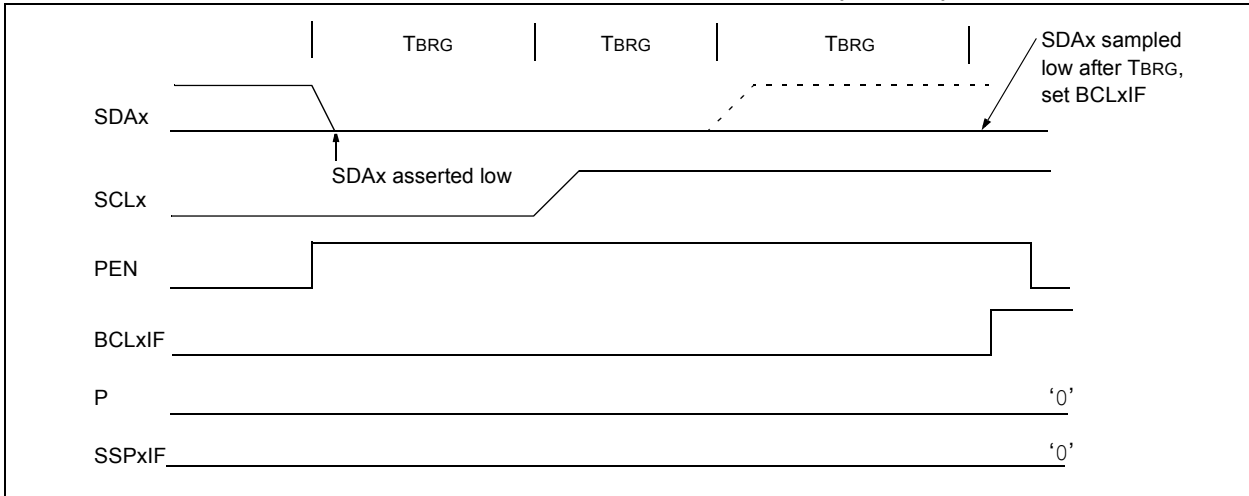 TBRG TBRG TBRG
SDAx sampled
low after TBRG,
set BCLxIF
SDAx
SDAx asserted low
SCLx
PEN
BCLxIF
P '0'
SSPxIF '0'